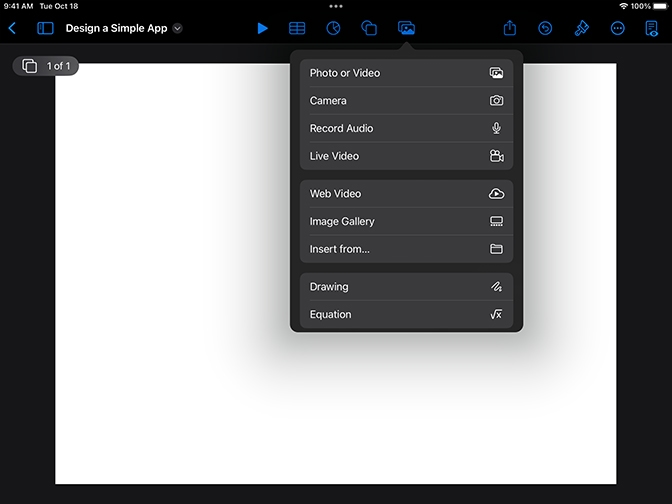 9:41 AM Tue Oct 18
100%
Design a Simple App
1 of 1
Photo or Video
Camera
Record Audio
Live Video
Web Video
Image Gallery
Insert from...
Drawing
Equation